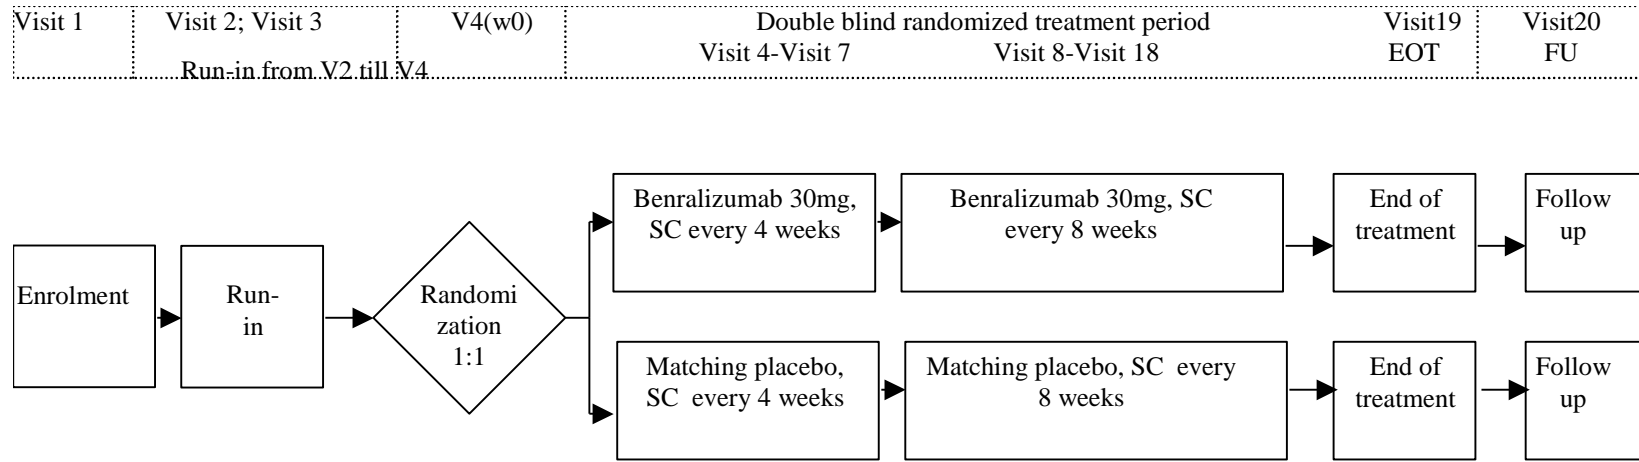 Visit 1
Visit 2; Visit 3
Run-in from V2 till V4
V4(w0)
Double blind randomized treatment period
Visit 4-Visit 7 Visit 8-Visit 18
Visit19
EOT
Visit20
FU
Enrolment
Run-
in
Randomi
zation
1:1
Benralizumab 30mg,
SC every 4 weeks
Benralizumab 30mg, SC
every 8 weeks
End of
treatment
Follow
up
Matching placebo,
SC every 4 weeks
Matching placebo, SC every
8 weeks
End of
treatment
Follow
up